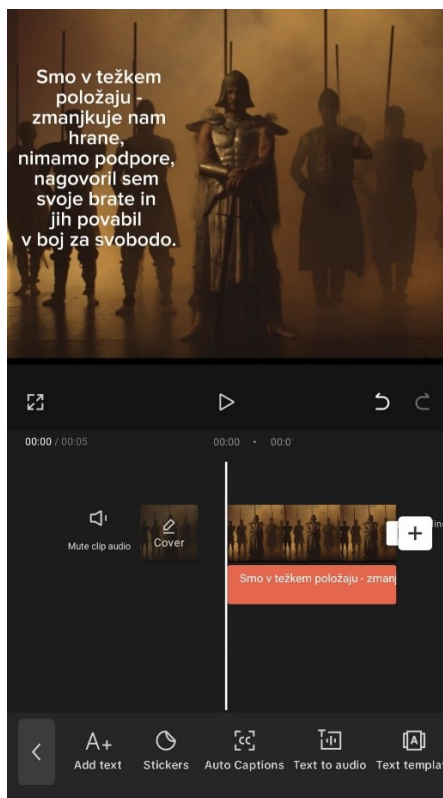 Smo v težkem
položaju -
zmanjkuje nam
hrane,
nimamo podpore,
nagovoril sem
svoje brate in
jih povabil
v boj za svobodo.
00:00 / 00:05
00:00
Mute clip audio
Cover
Smo v težkem položaju -
Add text
Stickers
Auto Captions
Text to audio
Text